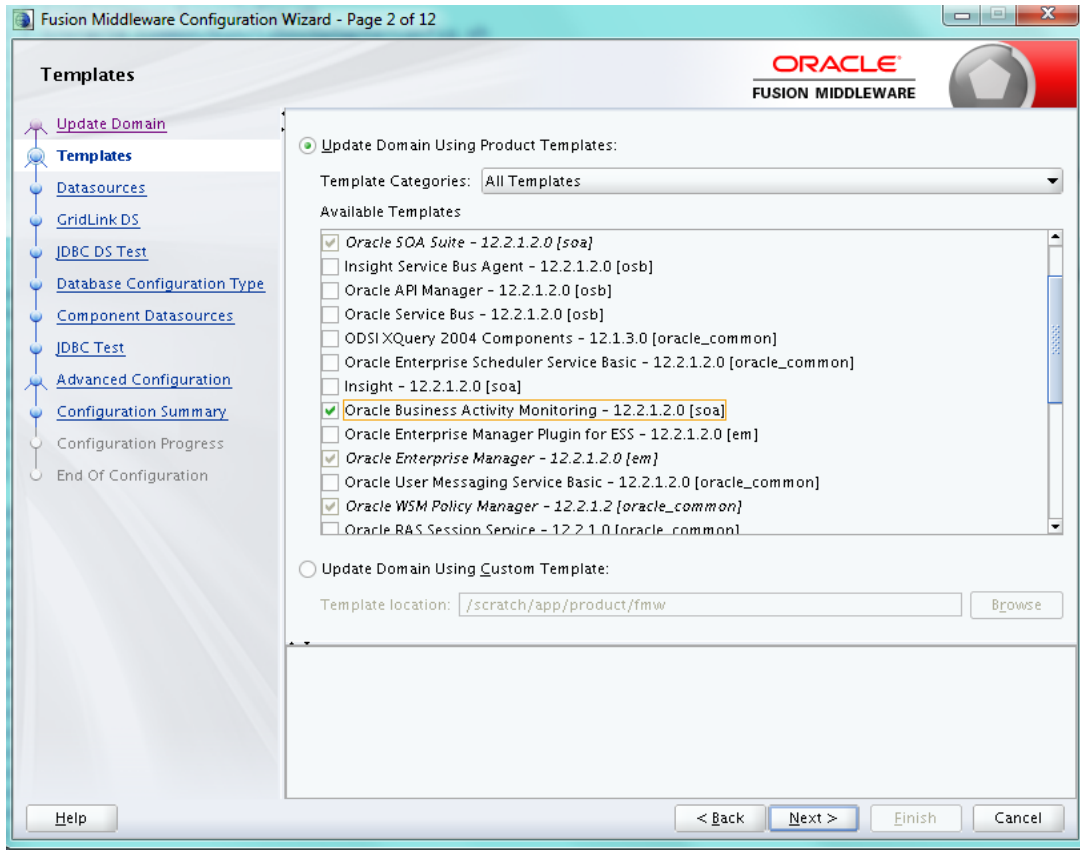 Fusion Middleware Configuration Wizard - Page 2 of 12
Templates
ORACLE
FUSION MIDDLEWARE
Update Domain
Templates
Datasources
GridLink DS
JDBC DS Test
Database Configuration Type
Component Datasources
JDBC Test
Advanced Configuration
Configuration Summary
Configuration Progress
End Of Configuration
Update Domain Using Product Templates:
Template Categories: All Templates
Available Templates
Oracle SOA Suite - 12.2.1.2.0 [soa]
Insight Service Bus Agent - 12.2.1.2.0 [osb]
Oracle API Manager - 12.2.1.2.0 [osb]
Oracle Service Bus - 12.2.1.2.0 [osb]
ODSI XQuery 2004 Components - 12.1.3.0 [oracle_common]
Oracle Enterprise Scheduler Service Basic - 12.2.1.2.0 [oracle_common]
Insight - 12.2.1.2.0 [soa]
Oracle Business Activity Monitoring - 12.2.1.2.0 [soa]
Oracle Enterprise Manager Plugin for ESS - 12.2.1.2.0 [em]
Oracle Enterprise Manager - 12.2.1.2.0 [em]
Oracle User Messaging Service Basic - 12.2.1.2.0 [oracle_common]
Oracle WSM Policy Manager - 12.2.1.2 [oracle_common]
Oracle RAS Session Service - 12.2.1.0 [oracle_common]
Update Domain Using Custom Template:
Template location: /scratch/app/product/fmw Browse
Help < Back Next > Finish Cancel